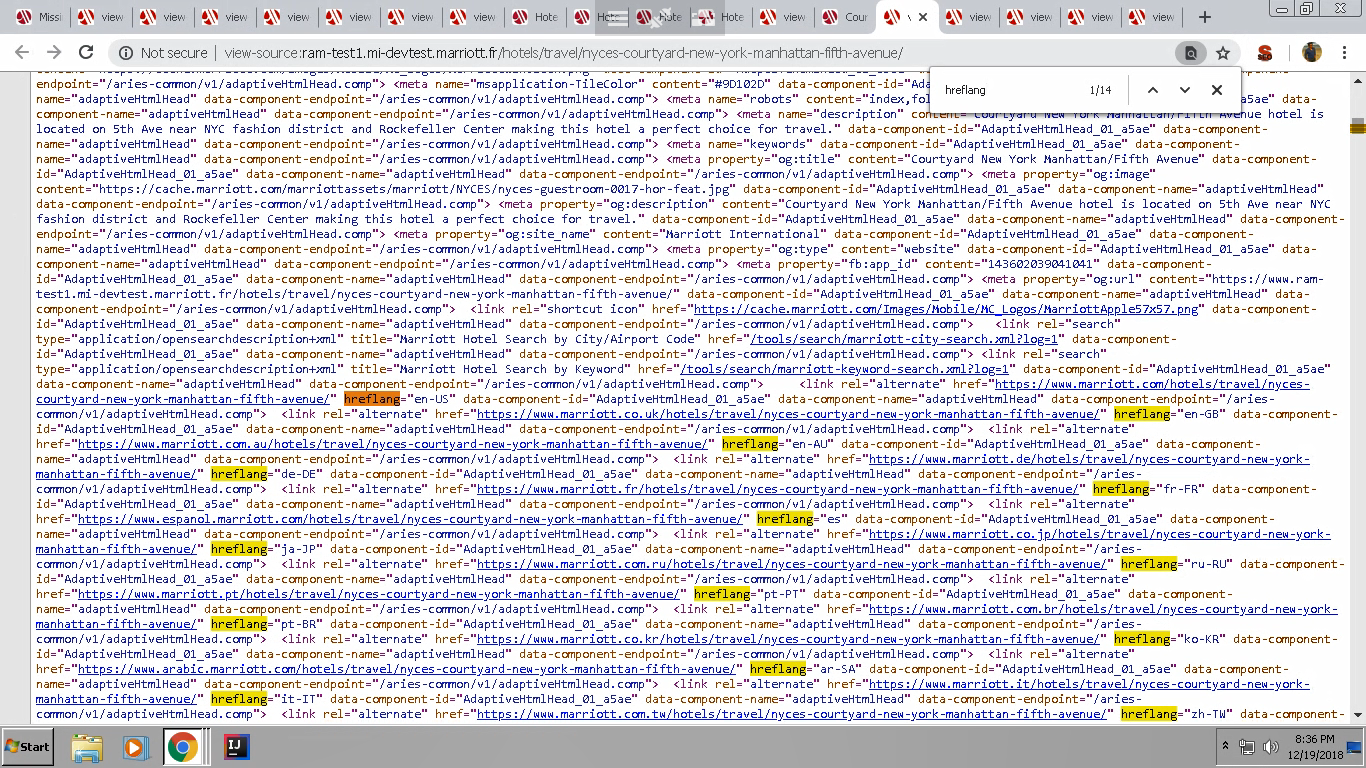 Missi view view view view view view view Hote Hote Hote Hote view Cour view view view view
Not secure | view-source:ram-test1.mi-devtest.marriott.fr/hotels/travel/nyces-courtyard-new-york-manhattan-fifth-avenue/
hreflang 1/14
endpoint="/aries-common/v1/adaptiveHtmlHead.comp"> <meta name="msapplication-TileColor" content="#9D102D" data-component-id="AdaptiveHtmlHead_01_a5ae" data-component-
name="adaptiveHtmlHead" data-component-endpoint="/aries-common/v1/adaptiveHtmlHead.comp"> <meta name="robots" content="index,fol
data-component-endpoint="/aries-common/v1/adaptiveHtmlHead.comp"> <meta name="description" content="Courtyard New York Manhattan/Fifth Avenue hotel is
located on 5th Ave near NYC fashion district and Rockefeller Center making this hotel a perfect choice for travel." data-component-id="AdaptiveHtmlHead_01_a5ae" data-component-
name="adaptiveHtmlHead" data-component-endpoint="/aries-common/v1/adaptiveHtmlHead.comp"> <meta name="keywords" data-component-id="AdaptiveHtmlHead_01_a5ae" data-component-
name="adaptiveHtmlHead" data-component-endpoint="/aries-common/v1/adaptiveHtmlHead.comp"> <meta property="og:title" content="Courtyard New York Manhattan/Fifth Avenue" data-component-
id="AdaptiveHtmlHead_01_a5ae" data-component-name="adaptiveHtmlHead" data-component-endpoint="/aries-common/v1/adaptiveHtmlHead.comp"> <meta property="og:image"
content="https://cache.marriott.com/marriottassets/marriott/NYCES/nyces-guestroom-0017-hor-feat.jpg" data-component-id="AdaptiveHtmlHead_01_a5ae" data-component-name="adaptiveHtmlHead"
data-component-endpoint="/aries-common/v1/adaptiveHtmlHead.comp"> <meta property="og:description" content="Courtyard New York Manhattan/Fifth Avenue hotel is located on 5th Ave near NYC
fashion district and Rockefeller Center making this hotel a perfect choice for travel." data-component-id="AdaptiveHtmlHead_01_a5ae" data-component-name="adaptiveHtmlHead" data-component-
endpoint="/aries-common/v1/adaptiveHtmlHead.comp"> <meta property="og:site_name" content="Marriott International" data-component-id="AdaptiveHtmlHead_01_a5ae" data-component-
name="adaptiveHtmlHead" data-component-endpoint="/aries-common/v1/adaptiveHtmlHead.comp"> <meta property="og:type" content="website" data-component-id="AdaptiveHtmlHead_01_a5ae" data-
component-name="adaptiveHtmlHead" data-component-endpoint="/aries-common/v1/adaptiveHtmlHead.comp"> <meta property="fb:app_id" content="143602039041041" data-component-
id="AdaptiveHtmlHead_01_a5ae" data-component-name="adaptiveHtmlHead" data-component-endpoint="/aries-common/v1/adaptiveHtmlHead.comp"> <meta property="og:url" content="https://www.ram-
test1.mi-devtest.marriott.fr/hotels/travel/nyces-courtyard-new-york-manhattan-fifth-avenue/" data-component-id="AdaptiveHtmlHead_01_a5ae" data-component-name="adaptiveHtmlHead" data-
component-endpoint="/aries-common/v1/adaptiveHtmlHead.comp"> <link rel="shortcut icon" href="https://cache.marriott.com/Images/Mobile/MC_Logos/MarriottApple57x57.png" data-component-
id="AdaptiveHtmlHead_01_a5ae" data-component-name="adaptiveHtmlHead" data-component-endpoint="/aries-common/v1/adaptiveHtmlHead.comp"> <link rel="search"
type="application/opensearchdescription+xml" title="Marriott Hotel Search by City/Airport Code" href="/tools/search/marriott-city-search.xml?log=1" data-component-
id="AdaptiveHtmlHead_01_a5ae" data-component-name="adaptiveHtmlHead" data-component-endpoint="/aries-common/v1/adaptiveHtmlHead.comp"> <link rel="search"
type="application/opensearchdescription+xml" title="Marriott Hotel Search by Keyword" href="/tools/search/marriott-keyword-search.xml?log=1" data-component-id="AdaptiveHtmlHead_01_a5ae"
data-component-name="adaptiveHtmlHead" data-component-endpoint="/aries-common/v1/adaptiveHtmlHead.comp"> <link rel="alternate" href="https://www.marriott.com/hotels/travel/nyces-
courtyard-new-york-manhattan-fifth-avenue/" hreflang="en-US" data-component-id="AdaptiveHtmlHead_01_a5ae" data-component-name="adaptiveHtmlHead" data-component-endpoint="/aries-
common/v1/adaptiveHtmlHead.comp"> <link rel="alternate" href="https://www.marriott.co.uk/hotels/travel/nyces-courtyard-new-york-manhattan-fifth-avenue/" hreflang="en-GB" data-component-
id="AdaptiveHtmlHead_01_a5ae" data-component-name="adaptiveHtmlHead" data-component-endpoint="/aries-common/v1/adaptiveHtmlHead.comp"> <link rel="alternate"
href="https://www.marriott.com.au/hotels/travel/nyces-courtyard-new-york-manhattan-fifth-avenue/" hreflang="en-AU" data-component-id="AdaptiveHtmlHead_01_a5ae" data-component-
name="adaptiveHtmlHead" data-component-endpoint="/aries-common/v1/adaptiveHtmlHead.comp"> <link rel="alternate" href="https://www.marriott.de/hotels/travel/nyces-courtyard-new-york-
manhattan-fifth-avenue/" hreflang="de-DE" data-component-id="AdaptiveHtmlHead_01_a5ae" data-component-name="adaptiveHtmlHead" data-component-endpoint="/aries-
common/v1/adaptiveHtmlHead.comp"> <link rel="alternate" href="https://www.marriott.fr/hotels/travel/nyces-courtyard-new-york-manhattan-fifth-avenue/" hreflang="fr-FR" data-component-
id="AdaptiveHtmlHead_01_a5ae" data-component-name="adaptiveHtmlHead" data-component-endpoint="/aries-common/v1/adaptiveHtmlHead.comp"> <link rel="alternate"
href="https://www.espanol.marriott.com/hotels/travel/nyces-courtyard-new-york-manhattan-fifth-avenue/" hreflang="es" data-component-id="AdaptiveHtmlHead_01_a5ae" data-component-
name="adaptiveHtmlHead" data-component-endpoint="/aries-common/v1/adaptiveHtmlHead.comp"> <link rel="alternate" href="https://www.marriott.co.jp/hotels/travel/nyces-courtyard-new-york-
manhattan-fifth-avenue/" hreflang="ja-JP" data-component-id="AdaptiveHtmlHead_01_a5ae" data-component-name="adaptiveHtmlHead" data-component-endpoint="/aries-
common/v1/adaptiveHtmlHead.comp"> <link rel="alternate" href="https://www.marriott.com.ru/hotels/travel/nyces-courtyard-new-york-manhattan-fifth-avenue/" hreflang="ru-RU" data-component-
id="AdaptiveHtmlHead_01_a5ae" data-component-name="adaptiveHtmlHead" data-component-endpoint="/aries-common/v1/adaptiveHtmlHead.comp"> <link rel="alternate"
href="https://www.marriott.pt/hotels/travel/nyces-courtyard-new-york-manhattan-fifth-avenue/" hreflang="pt-PT" data-component-id="AdaptiveHtmlHead_01_a5ae" data-component-
name="adaptiveHtmlHead" data-component-endpoint="/aries-common/v1/adaptiveHtmlHead.comp"> <link rel="alternate" href="https://www.marriott.com.br/hotels/travel/nyces-courtyard-new-york-
manhattan-fifth-avenue/" hreflang="pt-BR" data-component-id="AdaptiveHtmlHead_01_a5ae" data-component-name="adaptiveHtmlHead" data-component-endpoint="/aries-
common/v1/adaptiveHtmlHead.comp"> <link rel="alternate" href="https://www.marriott.co.kr/hotels/travel/nyces-courtyard-new-york-manhattan-fifth-avenue/" hreflang="ko-KR" data-component-
id="AdaptiveHtmlHead_01_a5ae" data-component-name="adaptiveHtmlHead" data-component-endpoint="/aries-common/v1/adaptiveHtmlHead.comp"> <link rel="alternate"
href="https://www.arabic.marriott.com/hotels/travel/nyces-courtyard-new-york-manhattan-fifth-avenue/" hreflang="ar-SA" data-component-id="AdaptiveHtmlHead_01_a5ae" data-component-
name="adaptiveHtmlHead" data-component-endpoint="/aries-common/v1/adaptiveHtmlHead.comp"> <link rel="alternate" href="https://www.marriott.it/hotels/travel/nyces-courtyard-new-york-
manhattan-fifth-avenue/" hreflang="it-IT" data-component-id="AdaptiveHtmlHead_01_a5ae" data-component-name="adaptiveHtmlHead" data-component-endpoint="/aries-
common/v1/adaptiveHtmlHead.comp"> <link rel="alternate" href="https://www.marriott.com.tw/hotels/travel/nyces-courtyard-new-york-manhattan-fifth-avenue/" hreflang="zh-TW" data-component-
Start
8:36 PM
12/19/2018